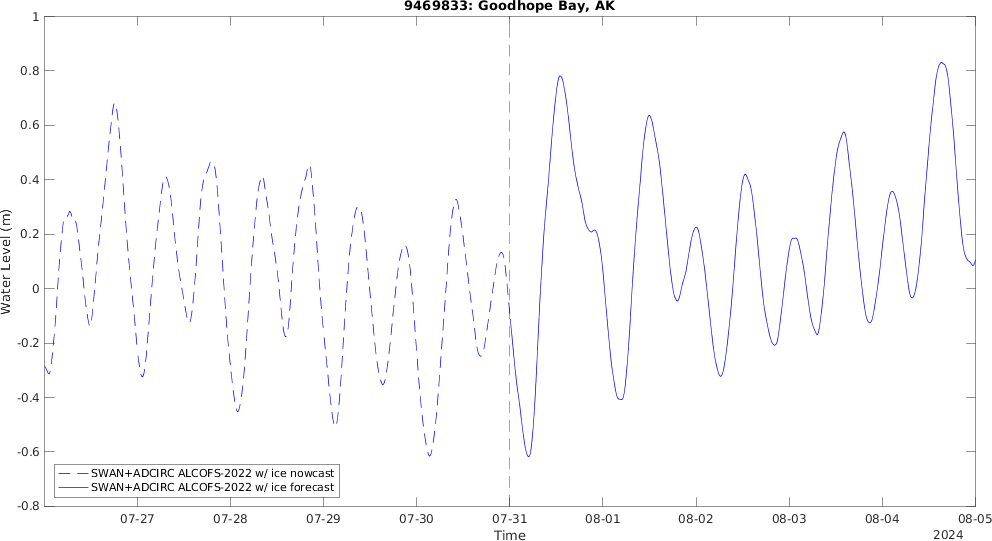 9469833: Goodhope Bay, AK
1
0.8
0.6
0.4
0.2
0
-0.2
-0.4
-0.6
-0.8
Water Level (m)
SWAN+ADCIRC ALCOFS-2022 w/ ice nowcast
SWAN+ADCIRC ALCOFS-2022 w/ ice forecast
07-27 07-28 07-29 07-30 07-31 08-01 08-02 08-03 08-04 08-05
Time
2024